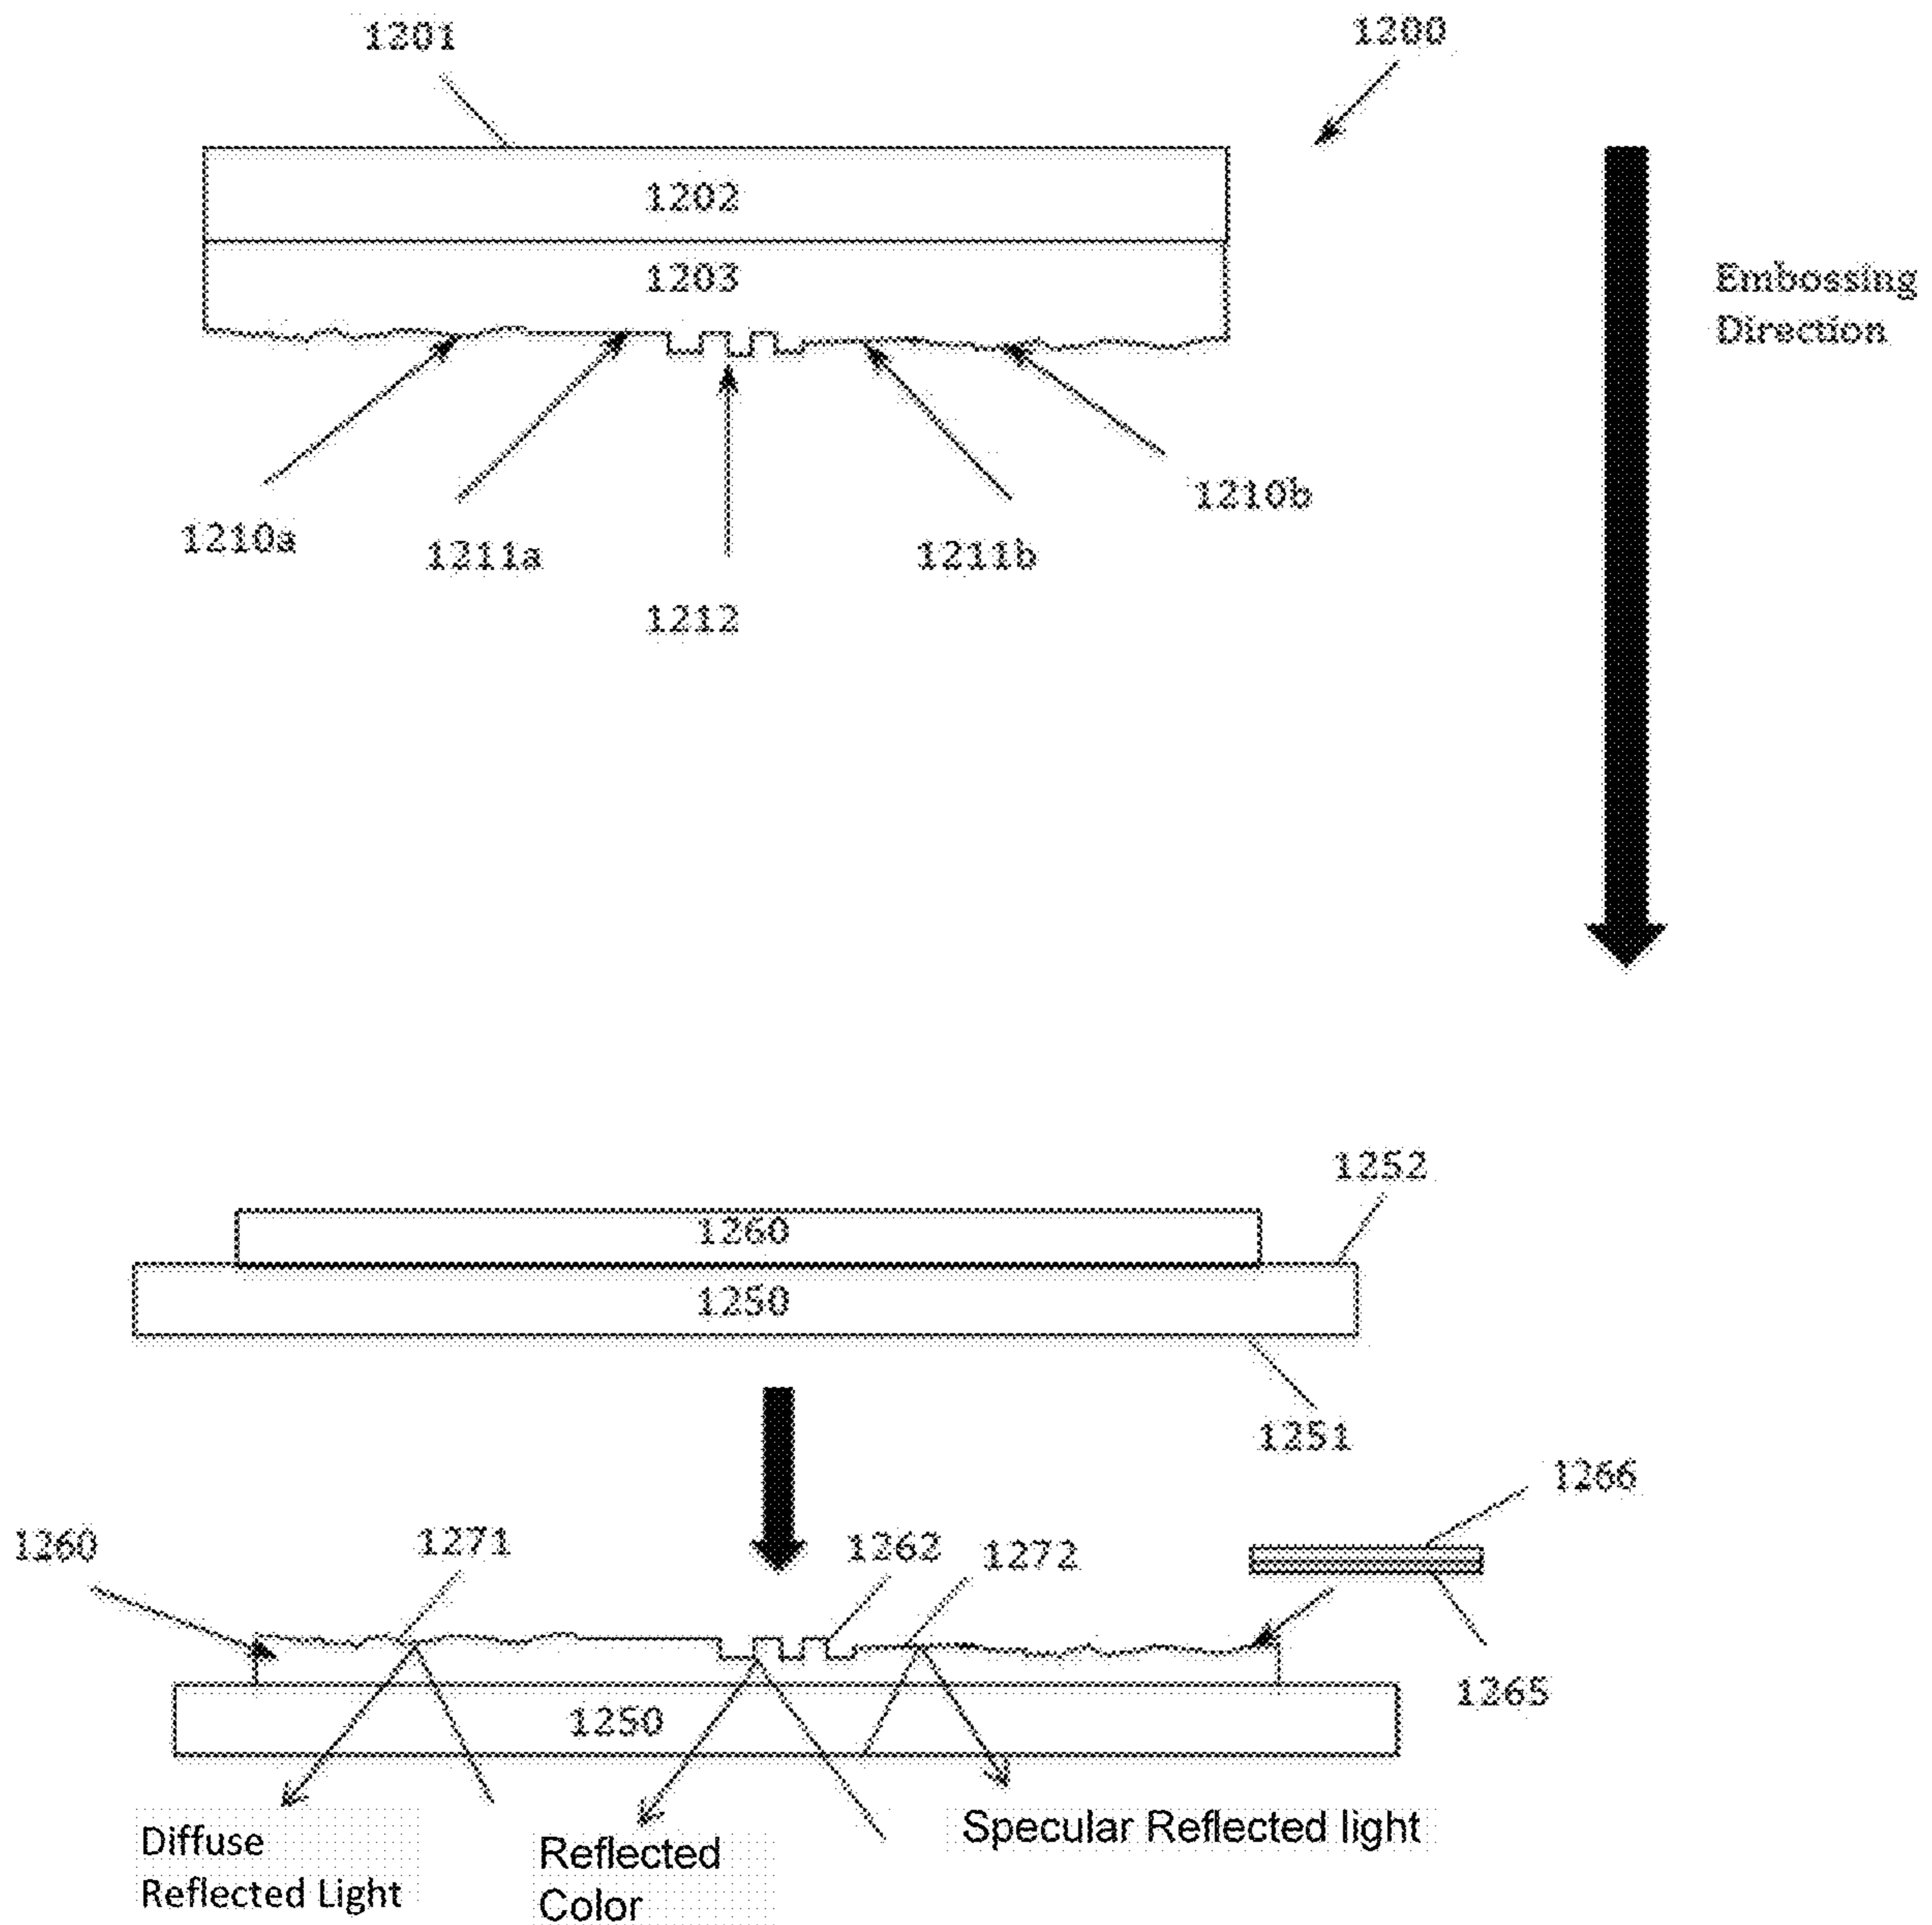 1201
1200
1202
1203
Embossing
Direction
1210a
1211a
1212
1211b
1210b
1252
1260
1250
1251
1266
1260
1271
1262
1272
1265
1250
Diffuse
Reflected Light
Reflected
Color
Specular Reflected light